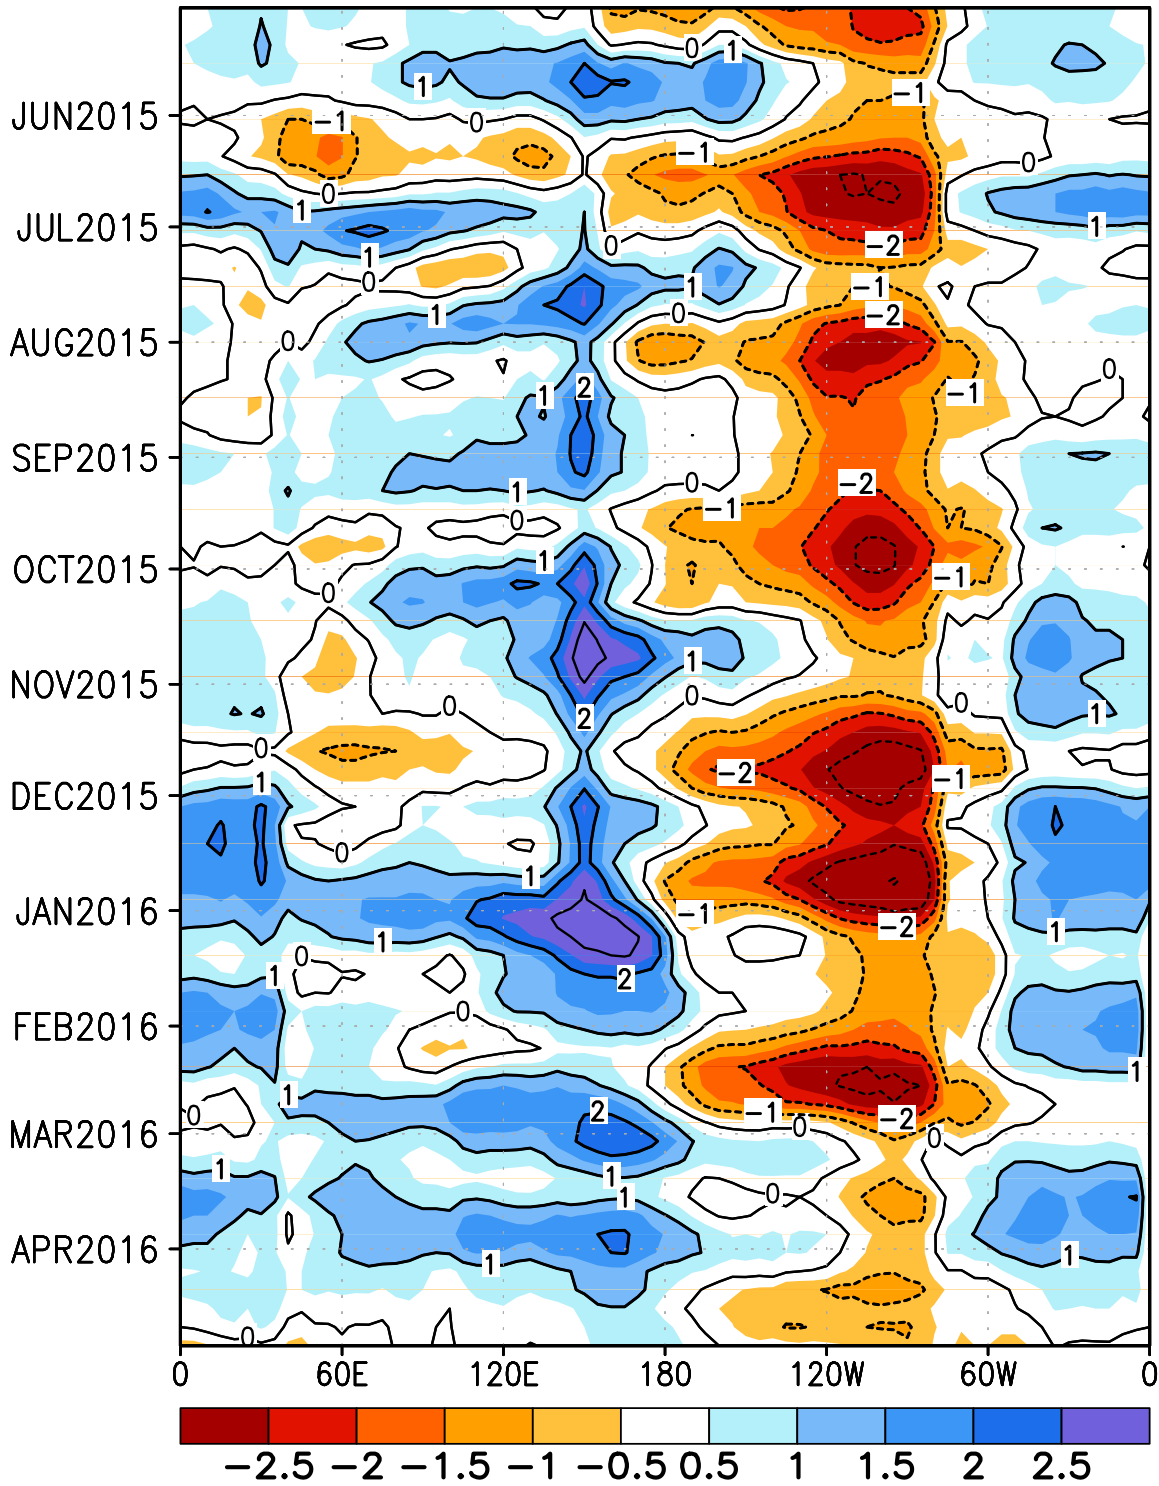 0 1
1
-1
JUN2015 -1 0
-1 0
0
1
JUL2015 1
0 -2
1
0 1 -1
1 0 -2
AUG2015 0
0
1 2 -1
SEP2015
1 0 -2
0 -1
OCT2015 1
0 -1
1
NOV2015 0 0
2 1
0
-2 -1
DEC2015 1
0
1
JAN2016 -1
1 -2 1
0
1 2
FEB2016 0
1
1
0 2 -1 -2
MAR2016 0 0
1 1
1 0
APR2016 1
1
0
0 60E 120E 180 120W 60W 0
-2.5 -2 -1.5 -1 -0.5 0.5 1 1.5 2 2.5